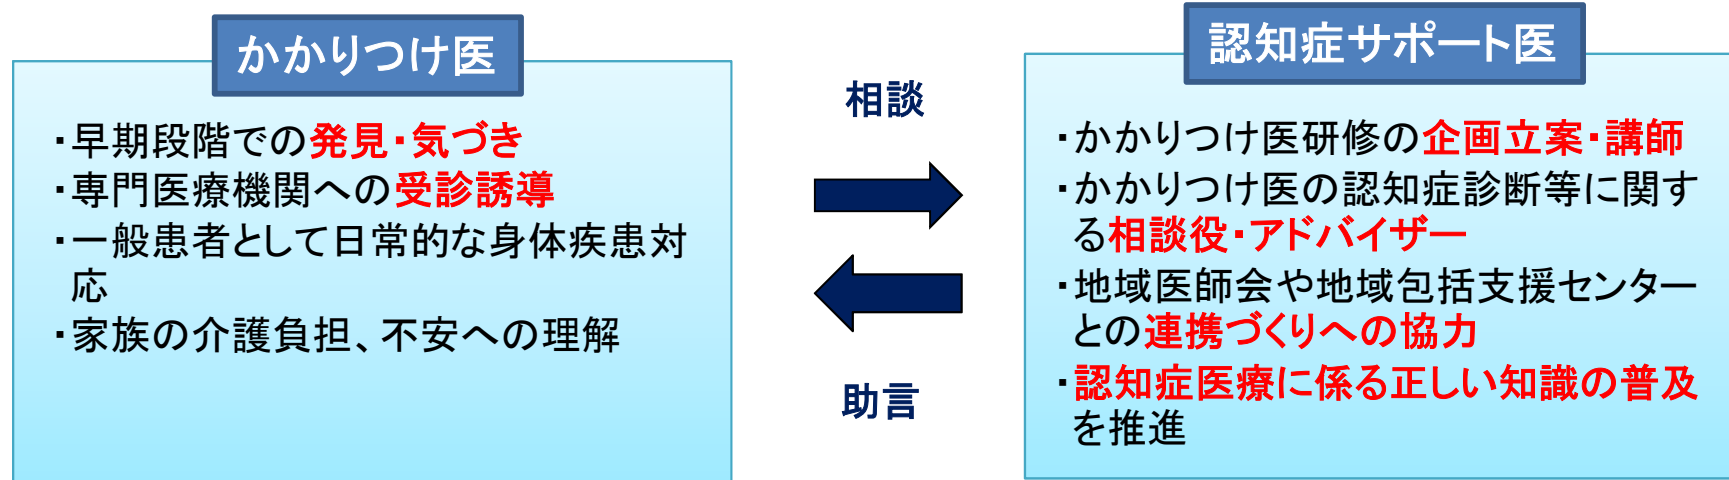 かかりつけ医
・早期段階での発見・気づき
・専門医療機関への受診誘導
・一般患者として日常的な身体疾患対
応
・家族の介護負担、不安への理解
相談
助言
認知症サポート医
・かかりつけ医研修の企画立案・講師
・かかりつけ医の認知症診断等に関す
る相談役・アドバイザー
・地域医師会や地域包括支援センター
との連携づくりへの協力
・認知症医療に係る正しい知識の普及
を推進